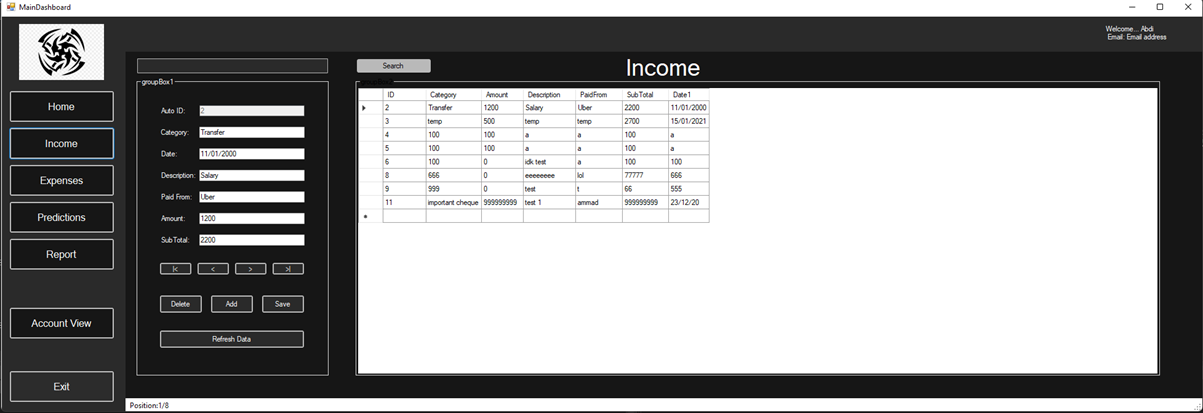 MainDashboard
Welcome... Abdi
Email: Email address
Home
Income
Expenses
Predictions
Report
Account View
Exit
groupBox1
Auto ID: 2
Category: Transfer
Date: 11/01/2000
Description: Salary
Paid From: Uber
Amount: 1200
SubTotal: 2200
|< < > >|
Delete Add Save
Refresh Data
Search
Income
ID Category Amount Description PaidFrom SubTotal Date1
2 Transfer 1200 Salary Uber 2200 11/01/2000
3 temp 500 temp temp 2700 15/01/2021
4 100 100 a a 100 a
5 100 100 a a 100 a
6 100 0 idk test a 100 100
8 666 0 eeeeeeee lol 77777 666
9 999 0 test t 66 555
11 important cheque 999999999 test 1 ammad 999999999 23/12/20
Position:1/8